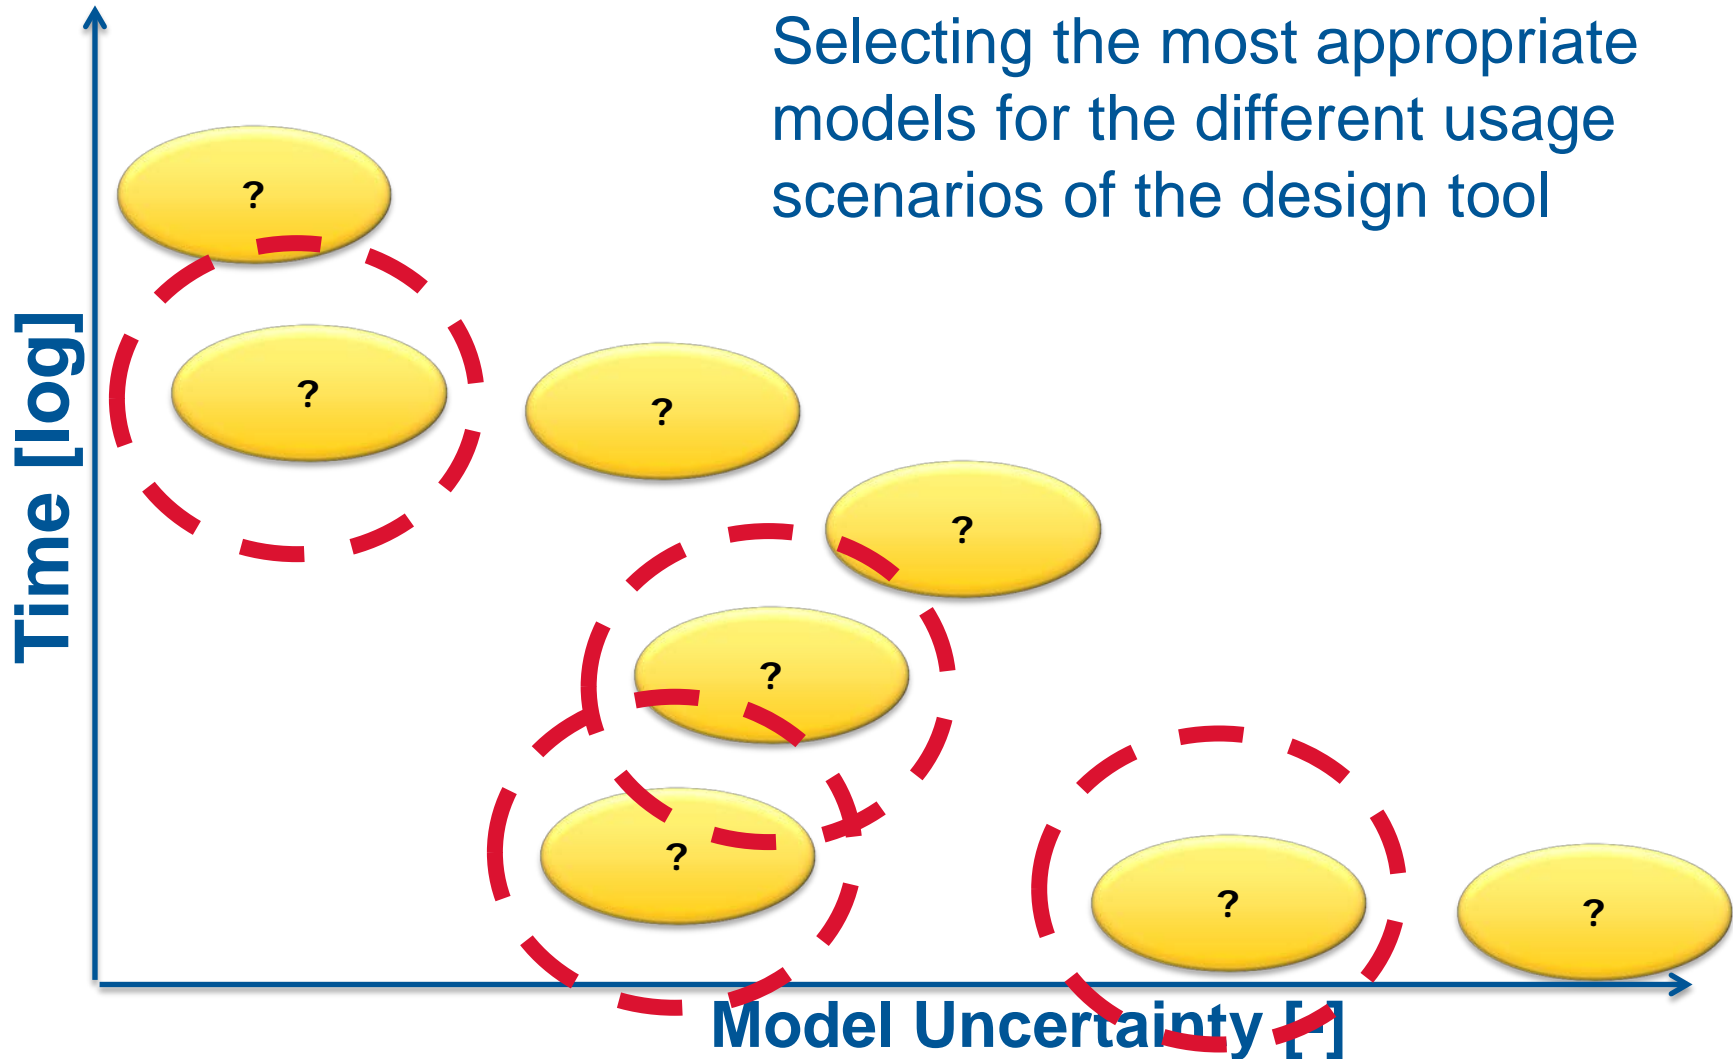 Selecting the most appropriate
models for the different usage
scenarios of the design tool
?
?
?
?
?
?
?
?
Time [log]
Model Uncertainty [-]